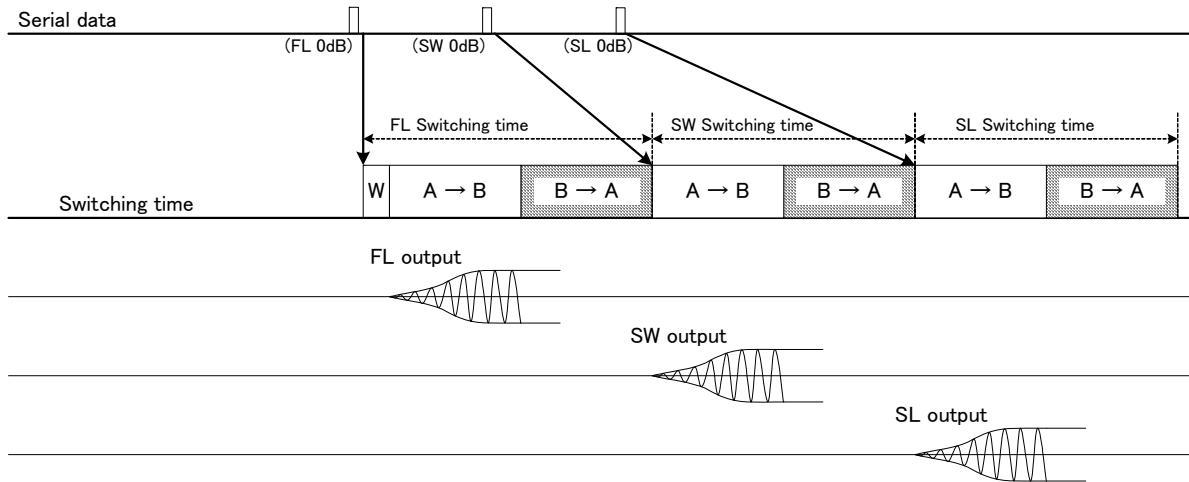 Serial data
(FL 0dB) (SW 0dB) (SL 0dB)
FL Switching time SW Switching time SL Switching time
W A → B B → A A → B B → A A → B B → A
Switching time
FL output
SW output
SL output